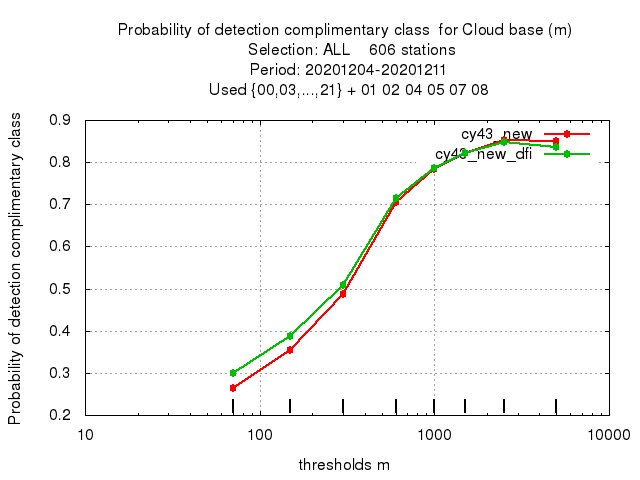 Probability of detection complimentary class  for Cloud base (m)
Selection: ALL    606 stations
Period: 20201204-20201211
Used {00,03,...,21} + 01 02 04 05 07 08
Probability of detection complimentary class
0.9
0.8
0.7
0.6
0.5
0.4
0.3
0.2
cy43_new
cy43_new_dfi
10
100
1000
10000
thresholds m